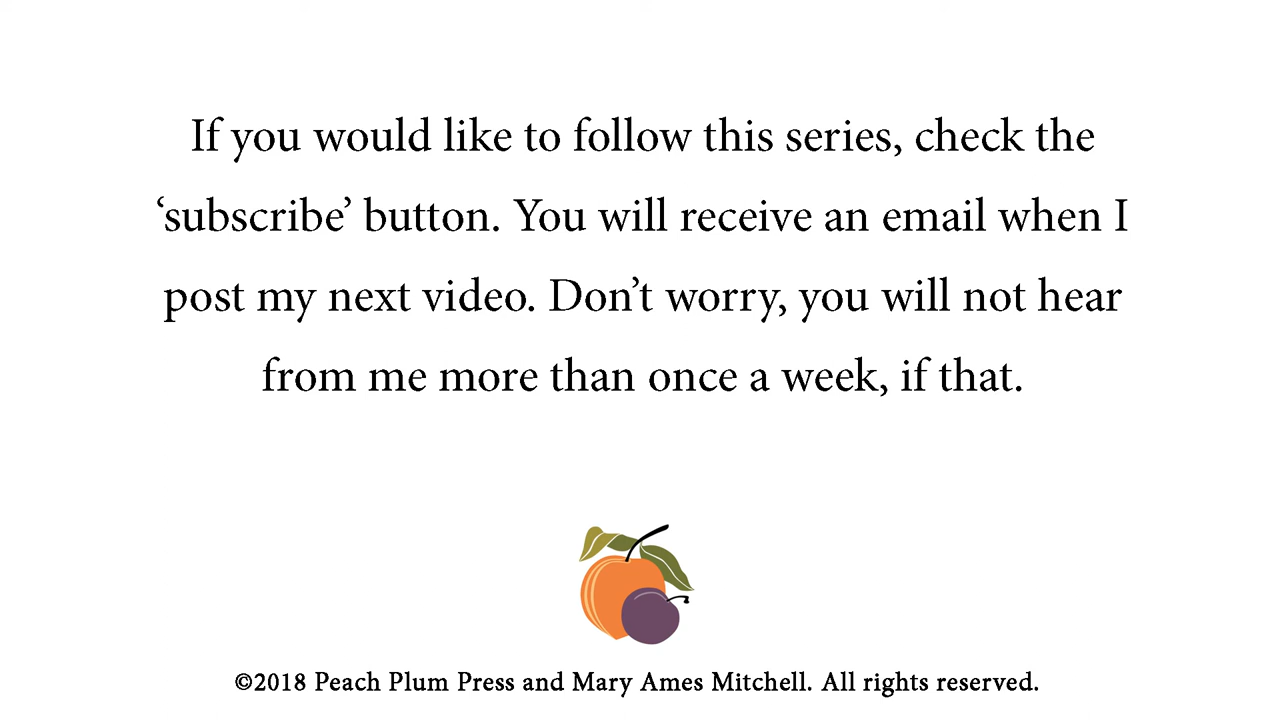 If you would like to follow this series, check the
‘subscribe’ button. You will receive an email when I
post my next video. Don’t worry, you will not hear
from me more than once a week, if that.
©2018 Peach Plum Press and Mary Ames Mitchell. All rights reserved.